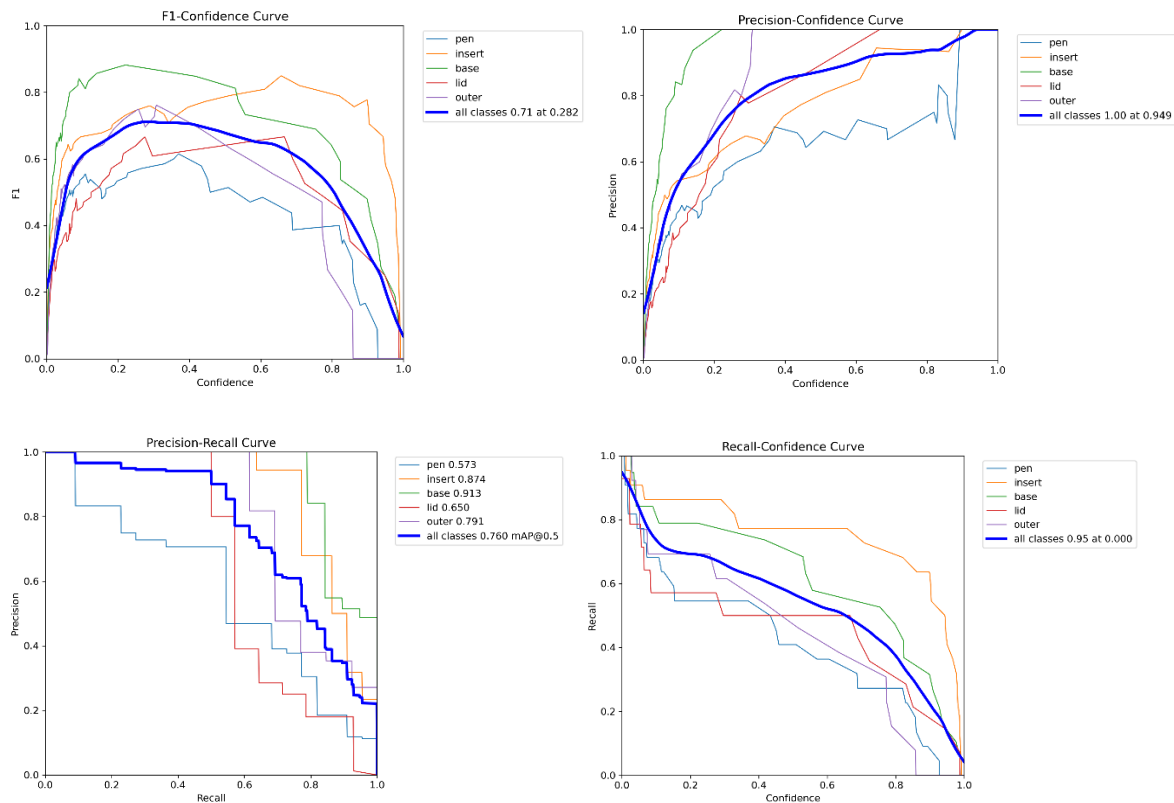 F1-Confidence Curve
1.0
0.8
0.6
0.4
0.2
0.0
F1
0.0 0.2 0.4 0.6 0.8 1.0
Confidence
pen
insert
base
lid
outer
all classes 0.71 at 0.282
Precision-Confidence Curve
1.0
0.8
0.6
0.4
0.2
0.0
Precision
0.0 0.2 0.4 0.6 0.8 1.0
Confidence
pen
insert
base
lid
outer
all classes 1.00 at 0.949
Precision-Recall Curve
1.0
0.8
0.6
0.4
0.2
0.0
Precision
0.0 0.2 0.4 0.6 0.8 1.0
Recall
pen 0.573
insert 0.874
base 0.913
lid 0.650
outer 0.791
all classes 0.760 mAP@0.5
Recall-Confidence Curve
1.0
0.8
0.6
0.4
0.2
0.0
Recall
0.0 0.2 0.4 0.6 0.8 1.0
Confidence
pen
insert
base
lid
outer
all classes 0.95 at 0.000